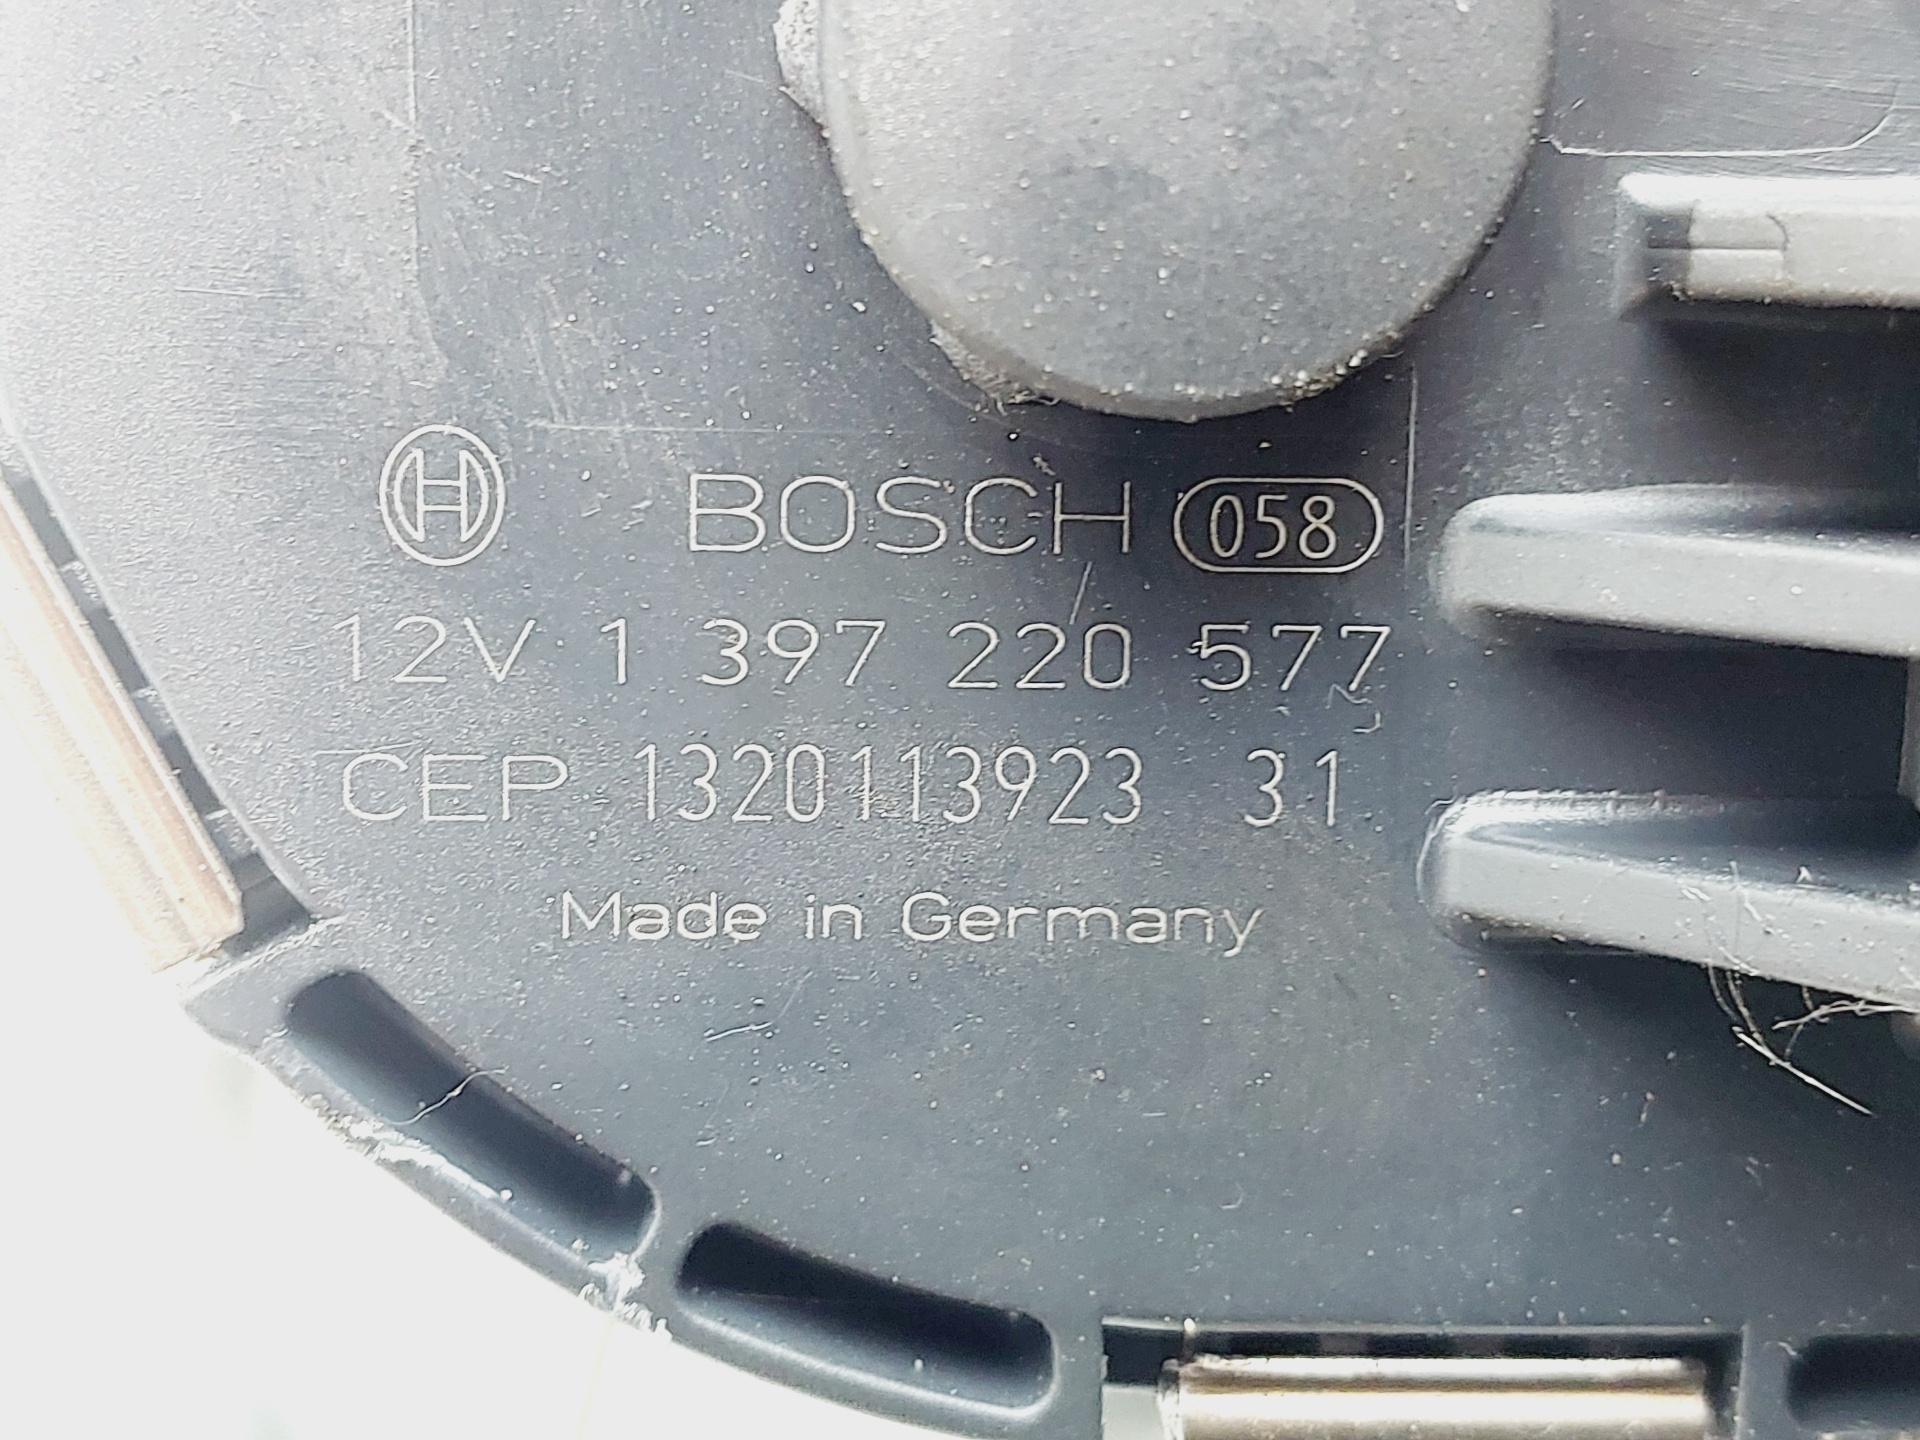 BOSCH 058
12V 1 397 220 577
CEP 1320113923 31
Made in Germany